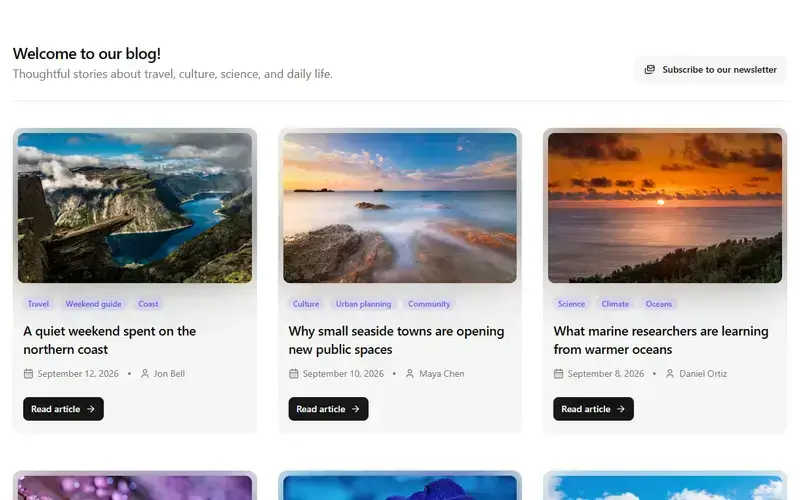 Welcome to our blog!
Thoughtful stories about travel, culture, science, and daily life.
Subscribe to our newsletter
Travel
Weekend guide
Coast
A quiet weekend spent on the
northern coast
September 12, 2026 • Jon Bell
Read article
Culture
Urban planning
Community
Why small seaside towns are opening
new public spaces
September 10, 2026 • Maya Chen
Read article
Science
Climate
Oceans
What marine researchers are learning
from warmer oceans
September 8, 2026 • Daniel Ortiz
Read article